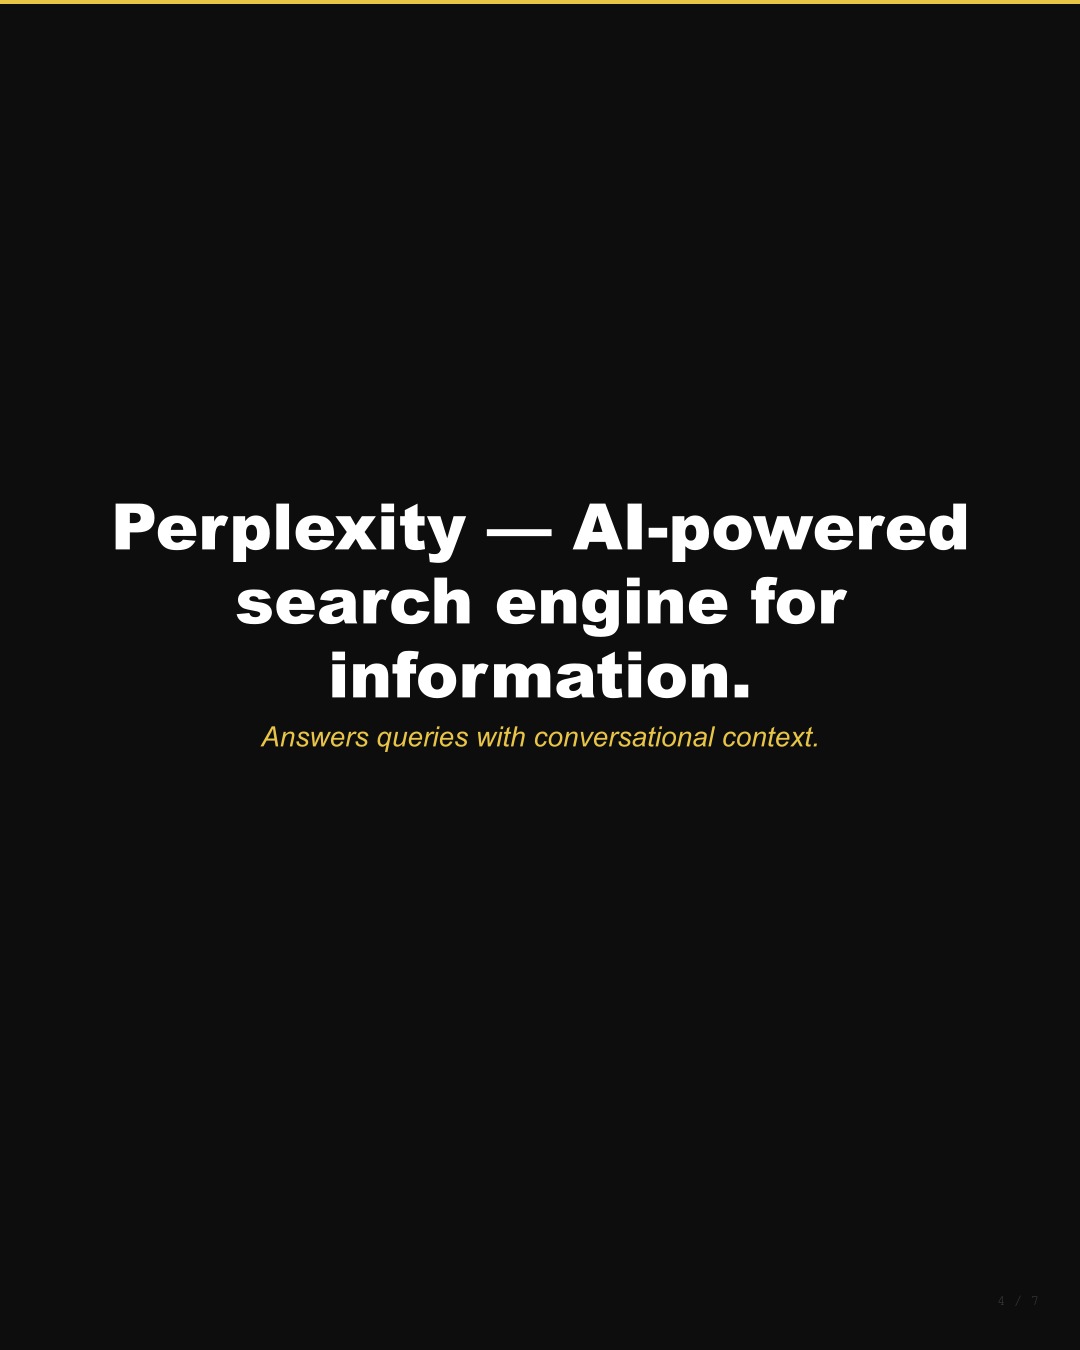 Perplexity — AI-powered
search engine for
information.
Answers queries with conversational context.
4 / 7